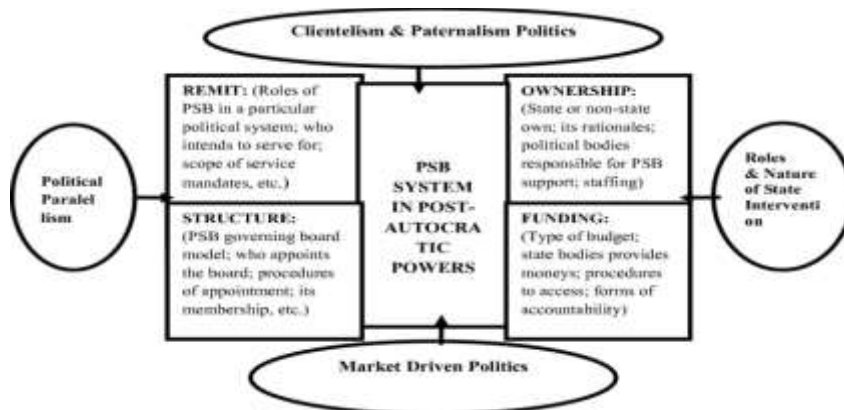 Clientelism & Paternalism Politics
REMIT: (Roles of
PSB in a particular
political system; who
intends to serve for;
scope of service
mandates, etc.)
OWNERSHIP:
(State or non-state
own; its rationales;
political bodies
responsible for PSB
support; staffing)
Political
Paralel
lism
PSB
SYSTEM
IN POST-
AUTOCRA
TIC
POWERS
Roles
& Nature
of State
Interventi
on
STRUCTURE:
(PSB governing board
model; who appoints
the board; procedures
of appointment; its
membership, etc.)
FUNDING:
(Type of budget;
state bodies provides
moneys; procedures
to access; forms of
accountability)
Market Driven Politics